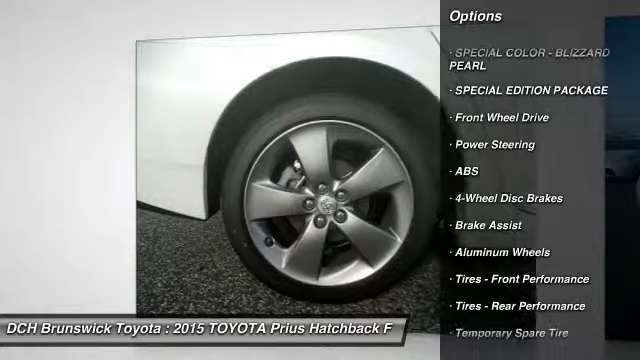 Options
· SPECIAL COLOR - BLIZZARD
PEARL
· SPECIAL EDITION PACKAGE
· Front Wheel Drive
· Power Steering
· ABS
· 4-Wheel Disc Brakes
· Brake Assist
· Aluminum Wheels
· Tires - Front Performance
· Tires - Rear Performance
· Temporary Spare Tire
DCH Brunswick Toyota : 2015 TOYOTA Prius Hatchback F